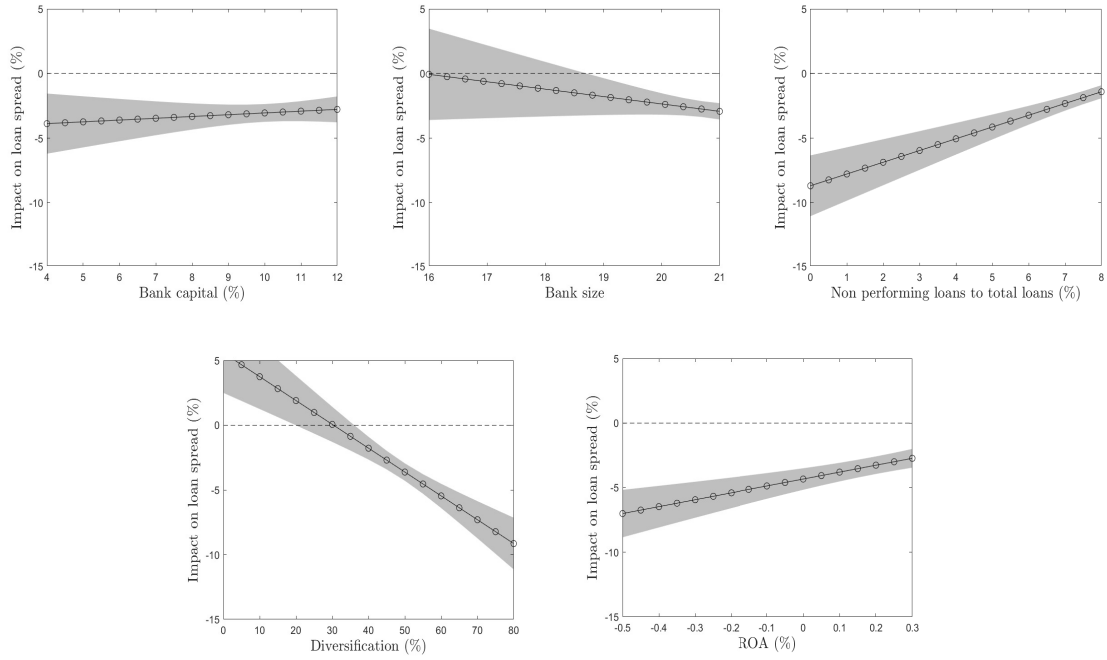 5
0
-5
-10
-15
Impact on loan spread (%)
4 5 6 7 8 9 10 11 12
Bank capital (%)
5
0
-5
-10
-15
Impact on loan spread (%)
16 17 18 19 20 21
Bank size
5
0
-5
-10
-15
Impact on loan spread (%)
0 1 2 3 4 5 6 7 8
Non performing loans to total loans (%)
5
0
-5
-10
-15
Impact on loan spread (%)
0 10 20 30 40 50 60 70 80
Diversification (%)
5
0
-5
-10
-15
Impact on loan spread (%)
-0.5 -0.4 -0.3 -0.2 -0.1 0 0.1 0.2 0.3
ROA (%)